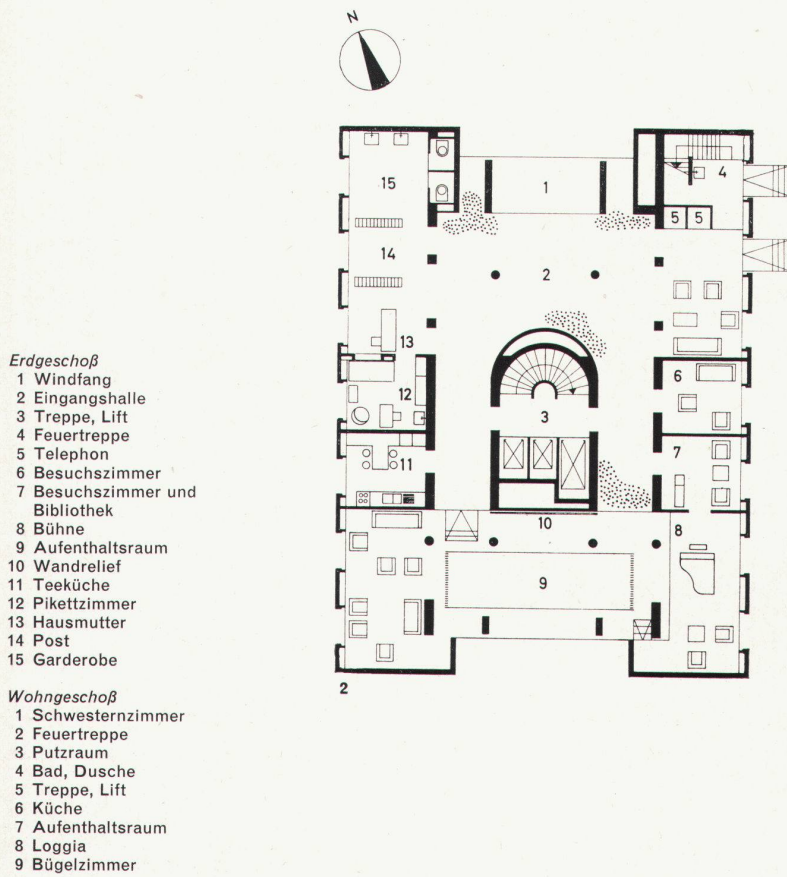 N
1
15
4
5 5
14
2
13
6
12
3
7
11
10
8
9
2
Erdgeschoß
1 Windfang
2 Eingangshalle
3 Treppe, Lift
4 Feuertreppe
5 Telephon
6 Besuchszimmer
7 Besuchszimmer und
Bibliothek
8 Bühne
9 Aufenthaltsraum
10 Wandrelief
11 Teeküche
12 Pikettzimmer
13 Hausmutter
14 Post
15 Garderobe
Wohngeschoß
1 Schwesternzimmer
2 Feuertreppe
3 Putzraum
4 Bad, Dusche
5 Treppe, Lift
6 Küche
7 Aufenthaltsraum
8 Loggia
9 Bügelzimmer